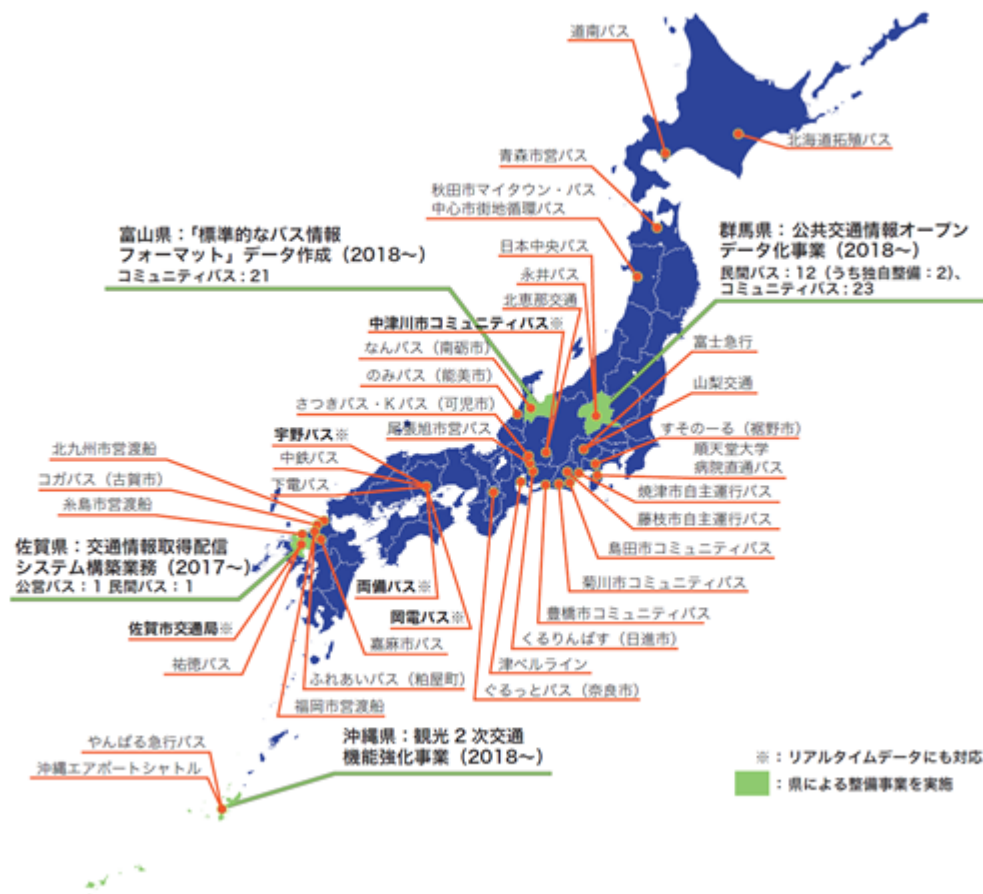 道南バス
北海道拓殖バス
青森市営バス
秋田市マイタウン・バス
中心市街地循環バス
富山県：「標準的なバス情報
フォーマット」データ作成（2018〜）
コミュニティバス：21
群馬県：公共交通情報オープン
データ化事業（2018〜）
民間バス：12（うち独自整備：2）、
コミュニティバス：23
日本中央バス
永井バス
北恵那交通
中津川市コミュニティバス※
なんバス（南砺市）
のみバス（能美市）
さつきバス・Kバス（可児市）
尾張旭市営バス
宇野バス※
中鉄バス
下電バス
富士急行
山梨交通
すそのーる（裾野市）
順天堂大学
病院直通バス
焼津市自主運行バス
藤枝市自主運行バス
島田市コミュニティバス
菊川市コミュニティバス
豊橋市コミュニティバス
くるりんばす（日進市）
津ベルライン
ぐるっとバス（奈良市）
北九州市営渡船
コガバス（古賀市）
糸島市営渡船
佐賀県：交通情報取得配信
システム構築業務（2017〜）
公営バス：1 民間バス：1
両備バス※
岡電バス※
佐賀市交通局※
嘉麻市バス
祐徳バス
ふれあいバス（粕屋町）
福岡市営渡船
沖縄県：観光2次交通
機能強化事業（2018〜）
やんばる急行バス
沖縄エアポートシャトル
※：リアルタイムデータにも対応
：県による整備事業を実施